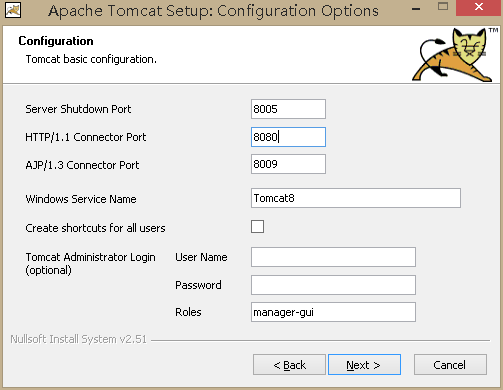 Apache Tomcat Setup: Configuration Options
Configuration
Tomcat basic configuration.
TM
Server Shutdown Port 8005
HTTP/1.1 Connector Port 8080
AJP/1.3 Connector Port 8009
Windows Service Name Tomcat8
Create shortcuts for all users
Tomcat Administrator Login User Name
(optional)
Password
Roles manager-gui
Nullsoft Install System v2.51
< Back Next > Cancel